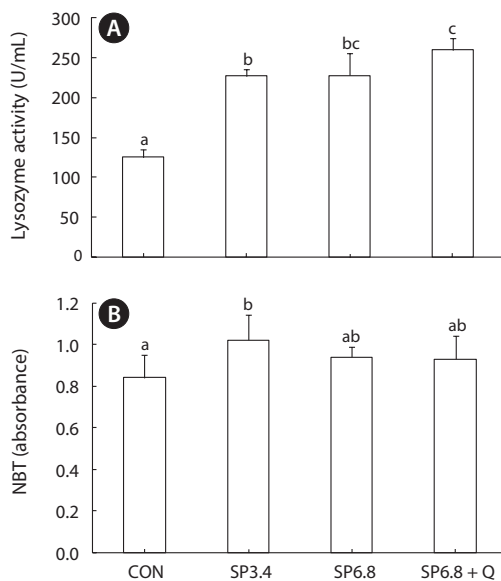 A
Lysozyme activity (U/mL)
300
250
200
150
100
50
0
a
b
bc
c
B
NBT (absorbance)
1.2
1.0
0.8
0.6
0.4
0.2
0.0
a
b
ab
ab
CON
SP3.4
SP6.8
SP6.8 + Q